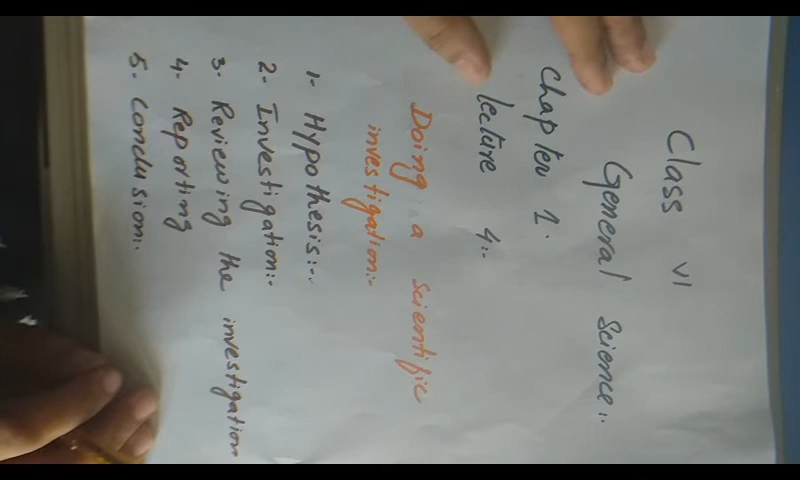 Class VI
General Science:.
Chapter 1.
lecture 4:-
Doing a scientific
investigation:-
1- Hypothesis:--
2- Investigation:-
3- Reviewing the investigation
4- Reporting
5- Conclusion:.